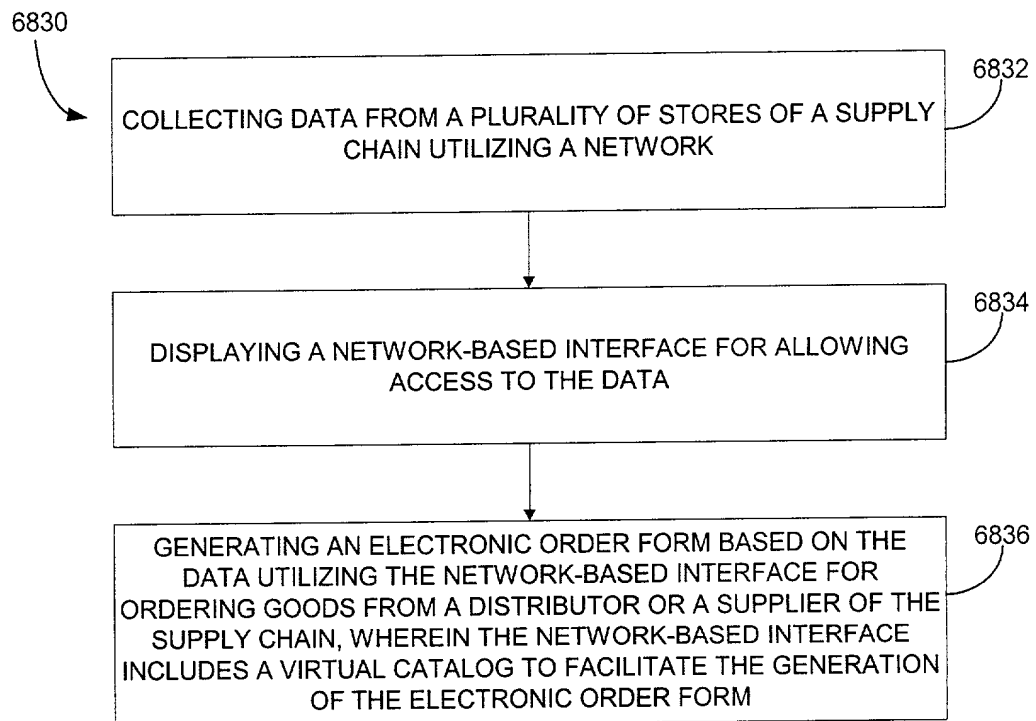 6830
6832
COLLECTING DATA FROM A PLURALITY OF STORES OF A SUPPLY
CHAIN UTILIZING A NETWORK
6834
DISPLAYING A NETWORK-BASED INTERFACE FOR ALLOWING
ACCESS TO THE DATA
6836
GENERATING AN ELECTRONIC ORDER FORM BASED ON THE
DATA UTILIZING THE NETWORK-BASED INTERFACE FOR
ORDERING GOODS FROM A DISTRIBUTOR OR A SUPPLIER OF THE
SUPPLY CHAIN, WHEREIN THE NETWORK-BASED INTERFACE
INCLUDES A VIRTUAL CATALOG TO FACILITATE THE GENERATION
OF THE ELECTRONIC ORDER FORM